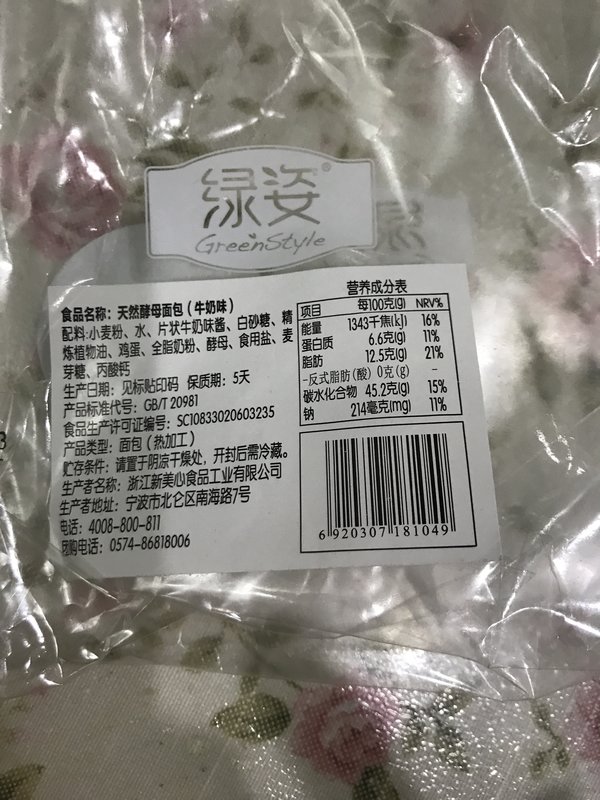 绿姿®
GreenStyle
食品名称：天然酵母面包（牛奶味）
配料:小麦粉、水、片状牛奶味酱、白砂糖、精
炼植物油、鸡蛋、全脂奶粉、酵母、食用盐、麦
芽糖、丙酸钙
生产日期：见标贴印码 保质期：5天
产品标准代号：GB/T 20981
食品生产许可证编号：SC10833020603235
产品类型：面包（热加工）
贮存条件：请置于阴凉干燥处，开封后需冷藏。
生产者名称：浙江新美心食品工业有限公司
生产者地址：宁波市北仑区南海路7号
电话：4008-800-811
团购电话：0574-86818006
营养成分表
项目 每100克(g) NRV%
能量 1343千焦(kJ) 16%
蛋白质 6.6克(g) 11%
脂肪 12.5克(g) 21%
-反式脂肪（酸）0克(g) -
碳水化合物 45.2克(g) 15%
钠 214毫克(mg) 11%
6 920307 181049